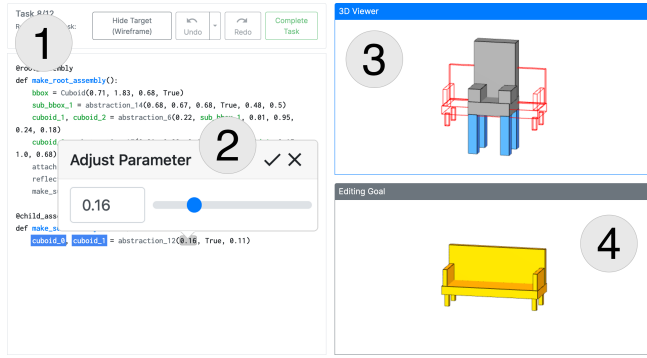 Task 8/12
Hide Target
(Wireframe)
Undo
Redo
Complete
Task
1
def make_root_assembly():
bbox = Cuboid(0.71, 1.83, 0.68, True)
sub_bbox_1 = abstraction_14(0.68, 0.67, 0.68, True, 0.48, 0.5)
cuboid_1, cuboid_2 = abstraction_6(0.22, 0.01, 0.95,
0.24, 0.18)
1.0, 0.68)
attach
reflec
make_s
2
Adjust Parameter
0.16
@child_ass
def make_su
cuboid_0, cuboid_1 = abstraction_12(0.16, True, 0.11)
3D Viewer
3
Editing Goal
4